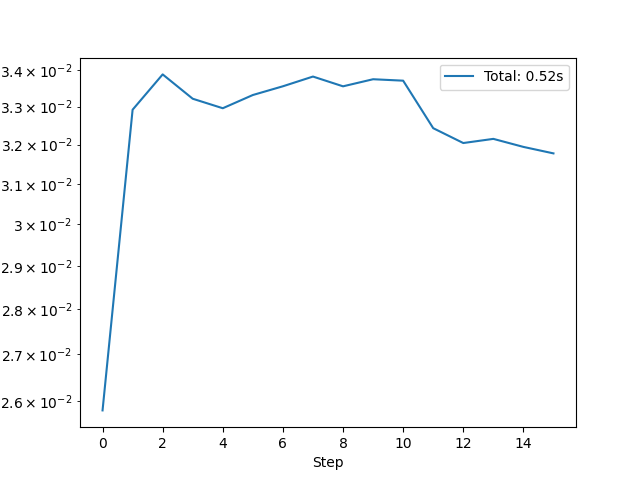 3.4 × 10⁻²
3.3 × 10⁻²
3.2 × 10⁻²
3.1 × 10⁻²
3 × 10⁻²
2.9 × 10⁻²
2.8 × 10⁻²
2.7 × 10⁻²
2.6 × 10⁻²
Total: 0.52s
0 2 4 6 8 10 12 14
Step